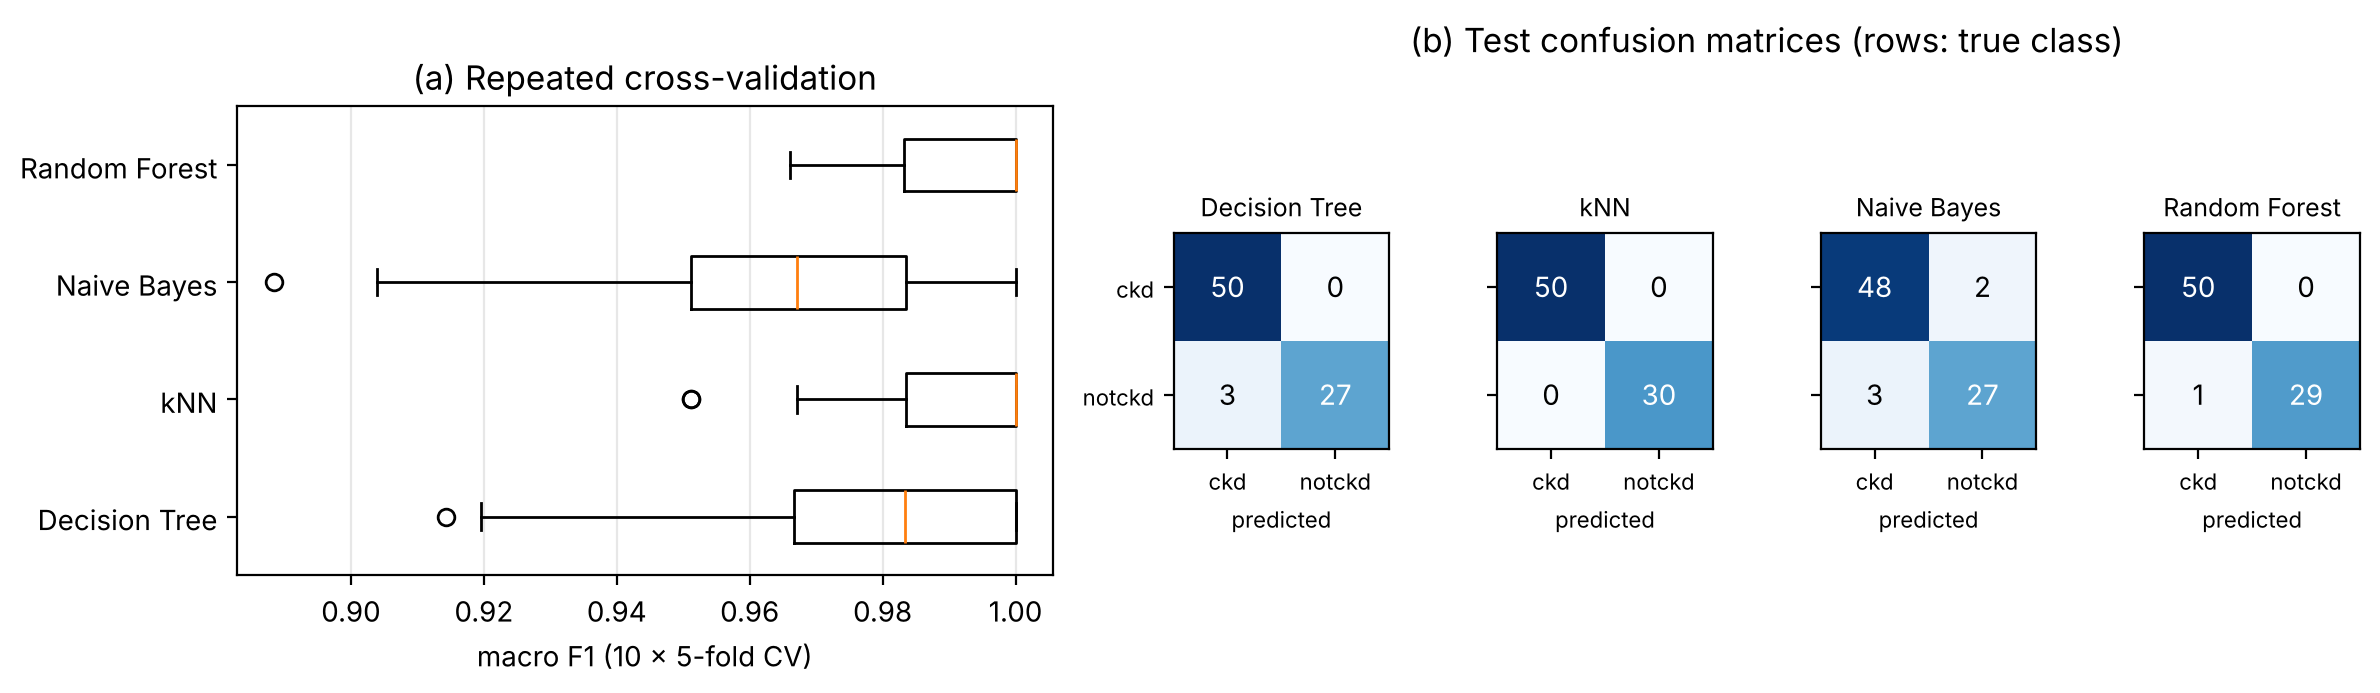 (a) Repeated cross-validation
Random Forest
Naive Bayes
kNN
Decision Tree
0.90 0.92 0.94 0.96 0.98 1.00
macro F1 (10 × 5-fold CV)
(b) Test confusion matrices (rows: true class)
Decision Tree
ckd 50 0
notckd 3 27
ckd notckd
predicted
kNN
50 0
0 30
ckd notckd
predicted
Naive Bayes
48 2
3 27
ckd notckd
predicted
Random Forest
50 0
1 29
ckd notckd
predicted